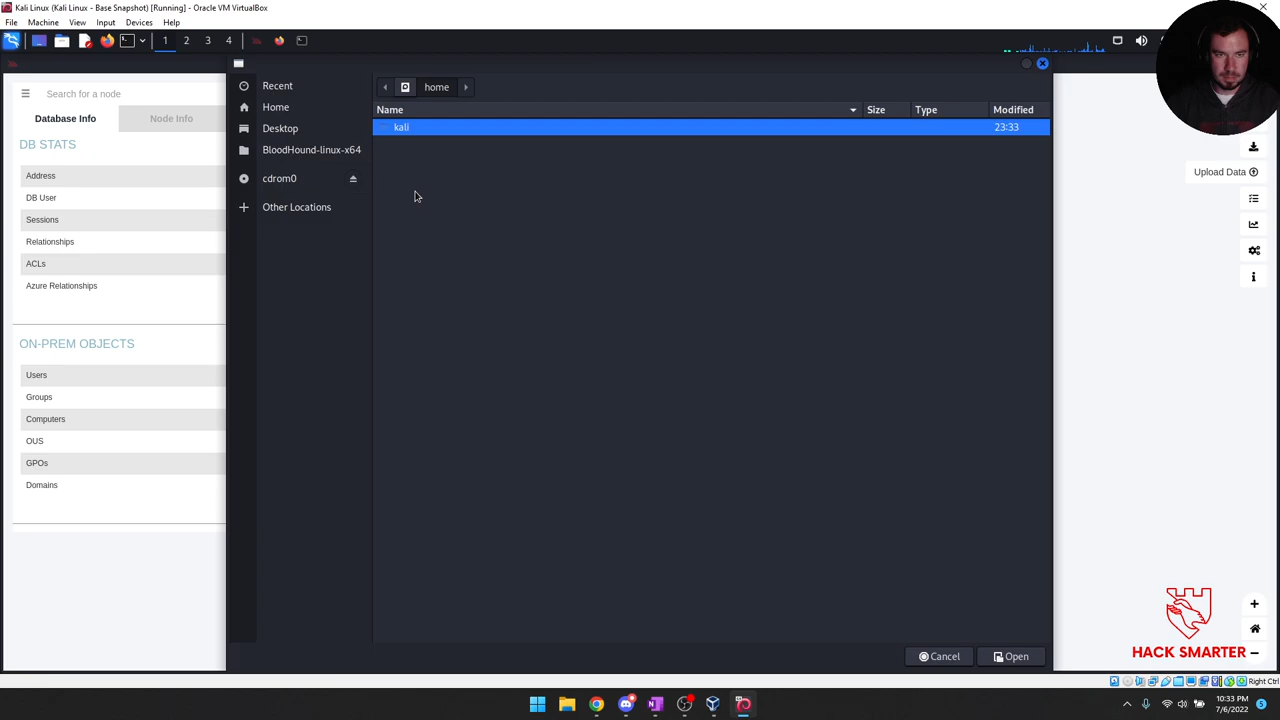 Kali Linux (Kali Linux - Base Snapshot) [Running] - Oracle VM VirtualBox
File Machine View Input Devices Help
1 2 3 4
Search for a node
Database Info Node Info
DB STATS
Address
DB User
Sessions
Relationships
ACLs
Azure Relationships
ON-PREM OBJECTS
Users
Groups
Computers
OUS
GPOs
Domains
Recent
Home
Desktop
BloodHound-linux-x64
cdrom0
Other Locations
home
Name Size Type Modified
kali 23:33
Cancel Open
Upload Data
HACK SMARTER
Right Ctrl
10:33 PM
7/6/2022
5